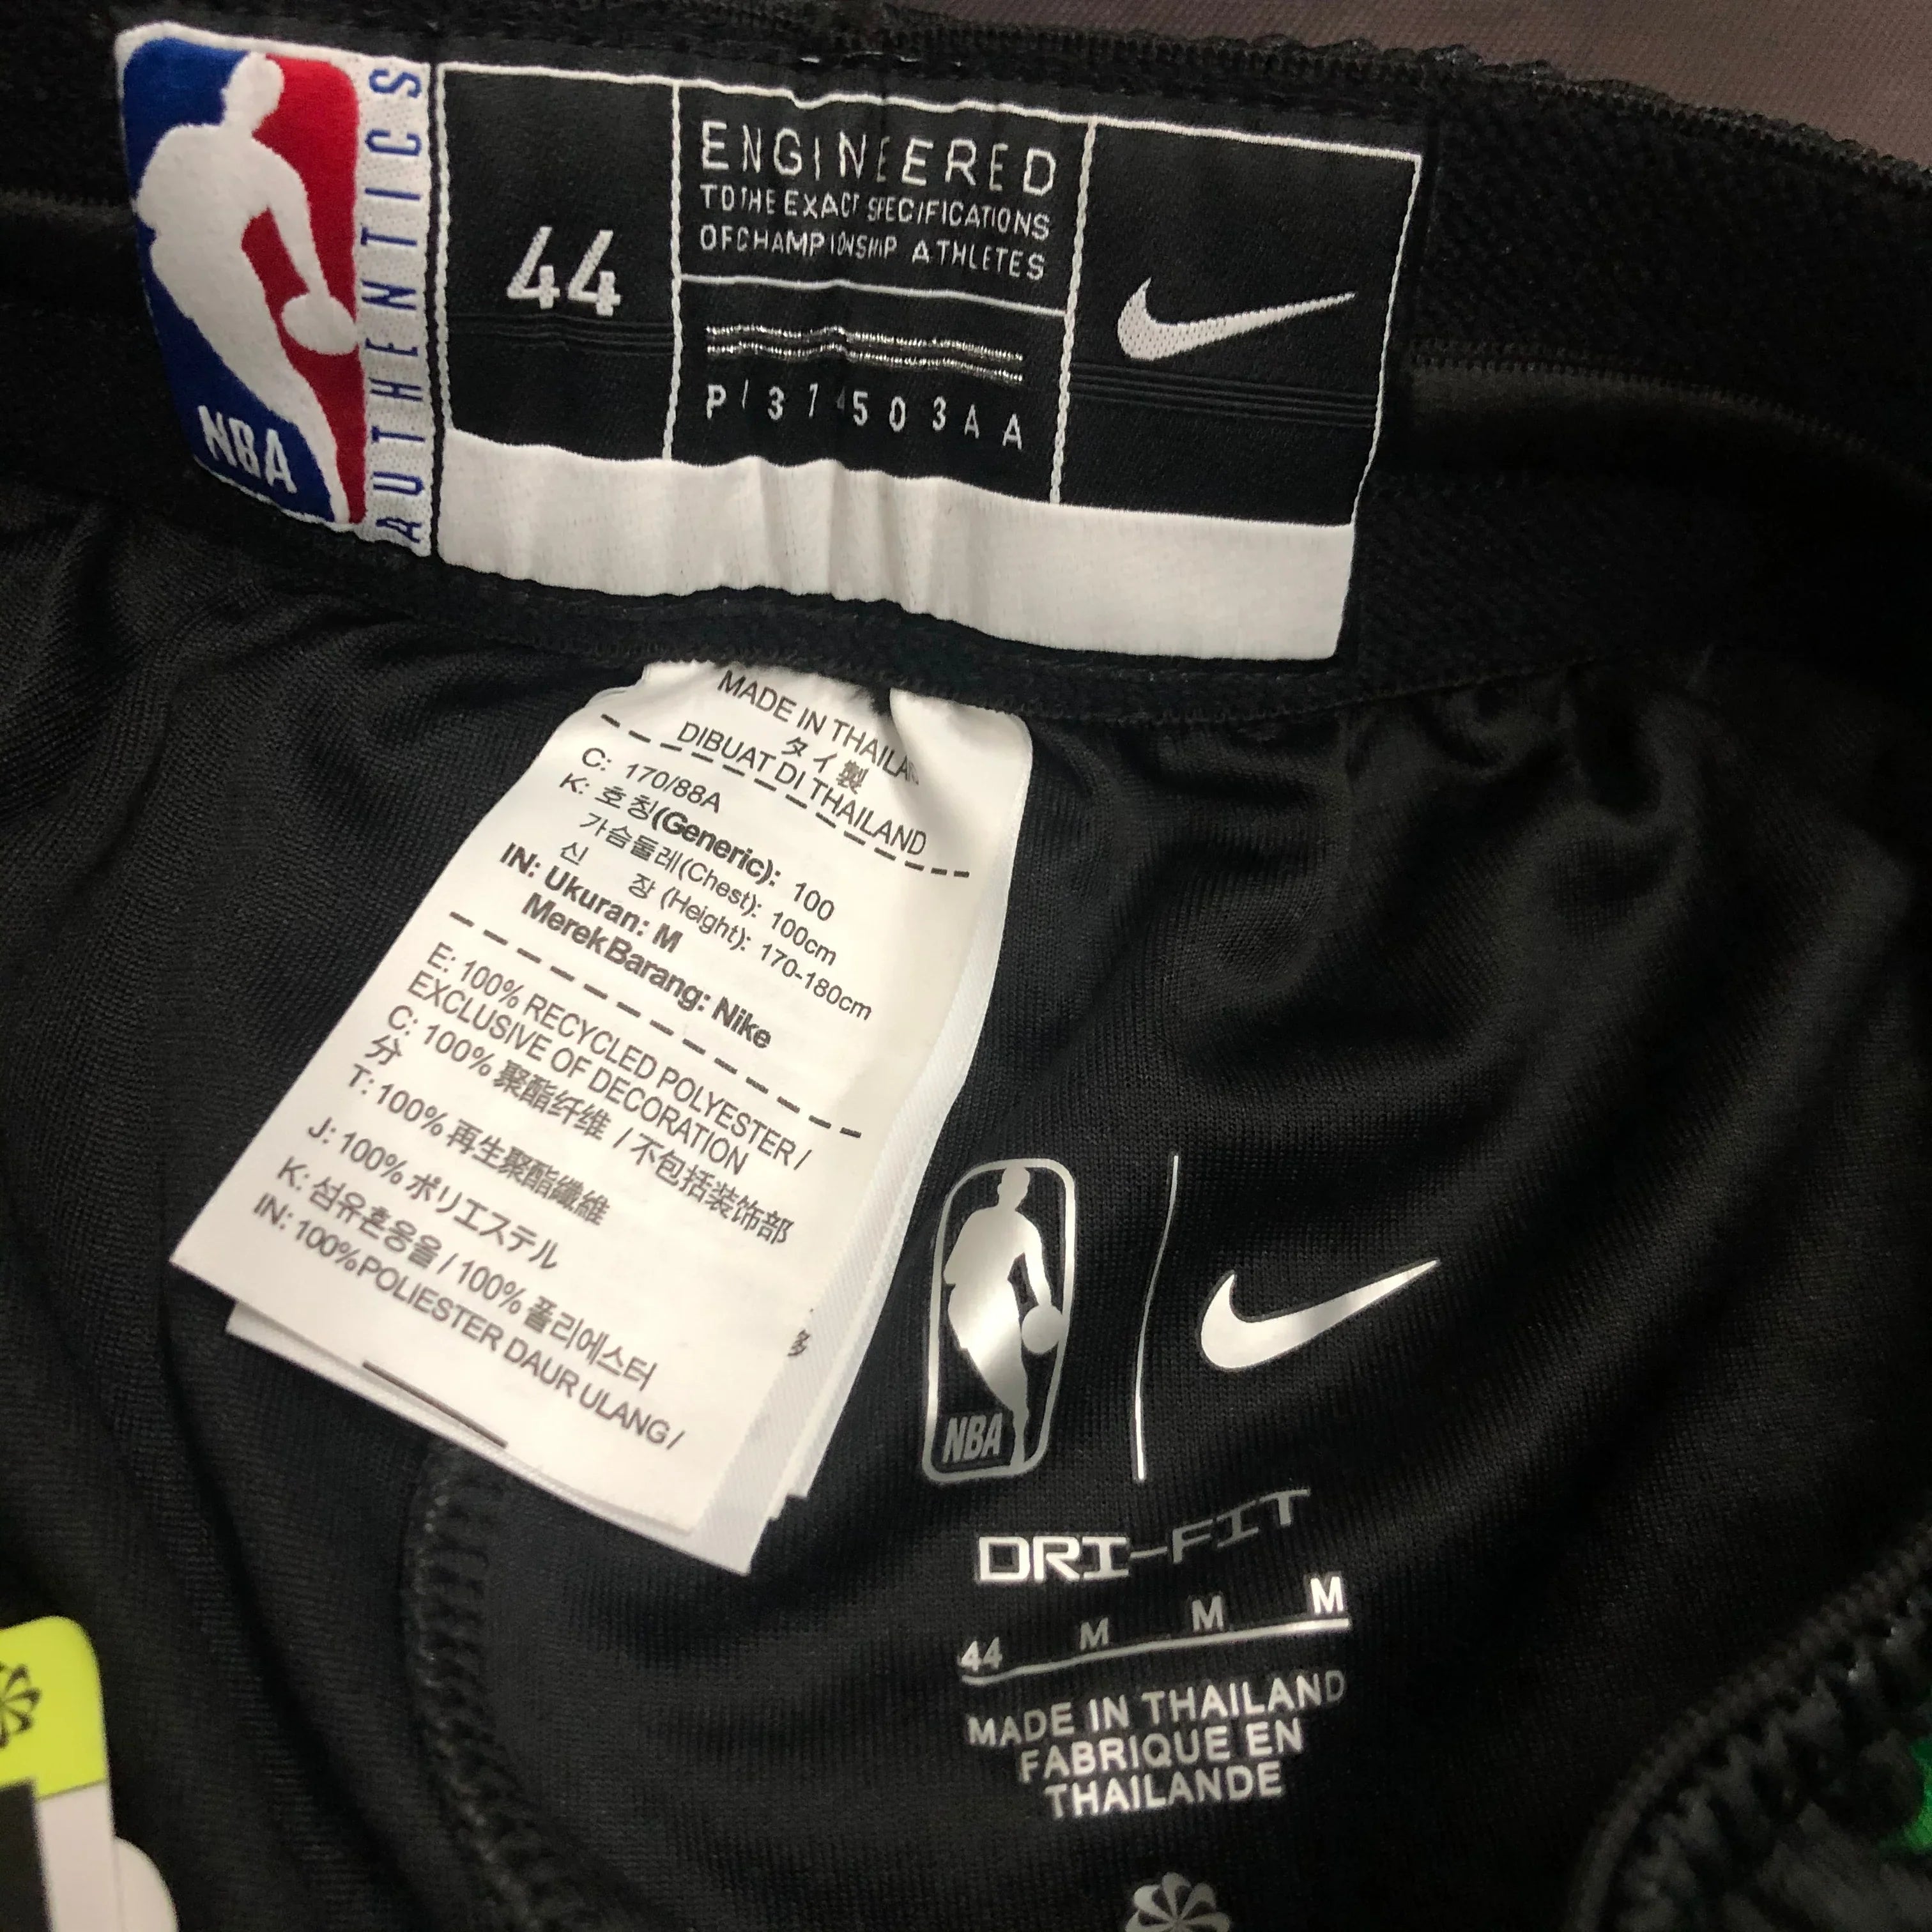 NBA
AUTHENTICS
44
ENGINEERED
TO THE EXACT SPECIFICATIONS
OF CHAMPIONSHIP ATHLETES
MADE IN THAILAN
タイ製
DIBUAT DI THAILAND
C: 170/88A
K: 호칭(Generic): 100
가슴둘레(Chest): 100cm
신 장 (Height): 170-180cm
IN: Ukuran: M
Merek Barang: Nike
E: 100% RECYCLED POLYESTER /
EXCLUSIVE OF DECORATION
C: 100% 聚酯纤维 / 不包括装饰部
分
T: 100% 再生聚酯纖維
J: 100% ポリエステル
K: 섬유혼용율 / 100% 폴리에스터
IN: 100% POLIESTER DAUR ULANG /
NBA
DRI-FIT
44 M M M
MADE IN THAILAND
FABRIQUE EN
THAILANDE